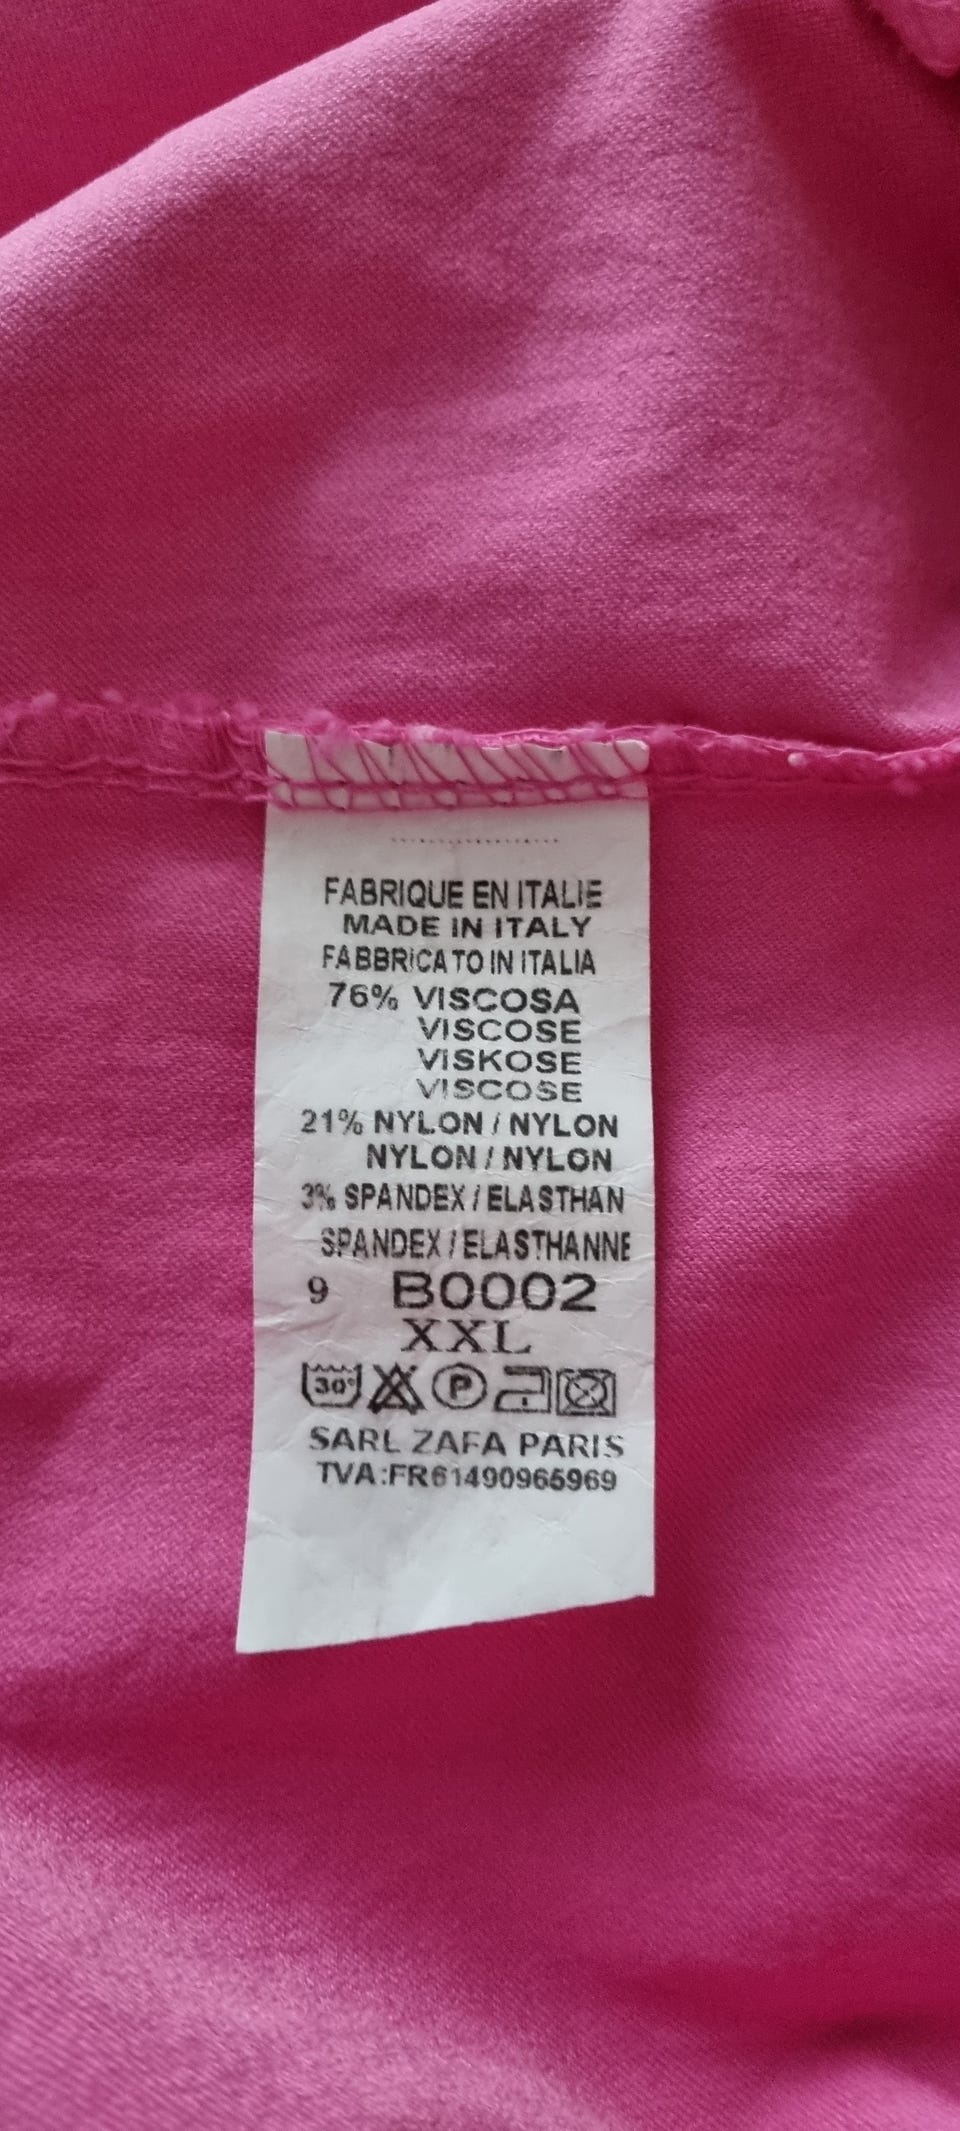 FABRIQUE EN ITALIE
MADE IN ITALY
FABBRICATO IN ITALIA
76% VISCOSA
VISCOSE
VISKOSE
VISCOSE
21% NYLON / NYLON
NYLON / NYLON
3% SPANDEX / ELASTHAN
SPANDEX / ELASTHANNE
9 B0002
XXL
30° P
SARL ZAFA PARIS
TVA:FR61490965969